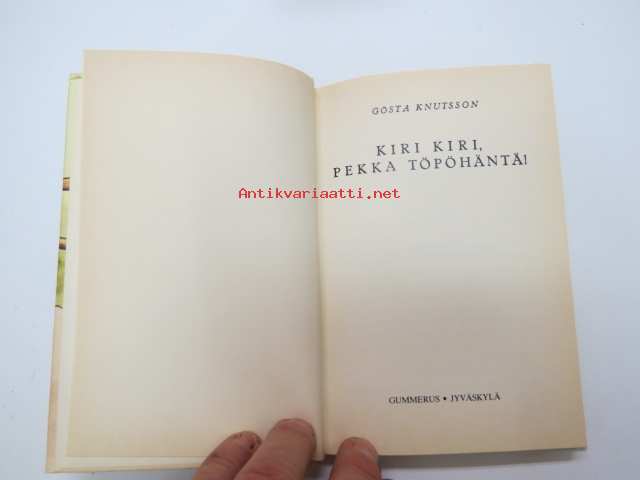 GÖSTA KNUTSSON
KIRI KIRI,
PEKKA TÖPÖHÄNTÄ!
Antikvariaatti.net
GUMMERUS • JYVÄSKYLÄ